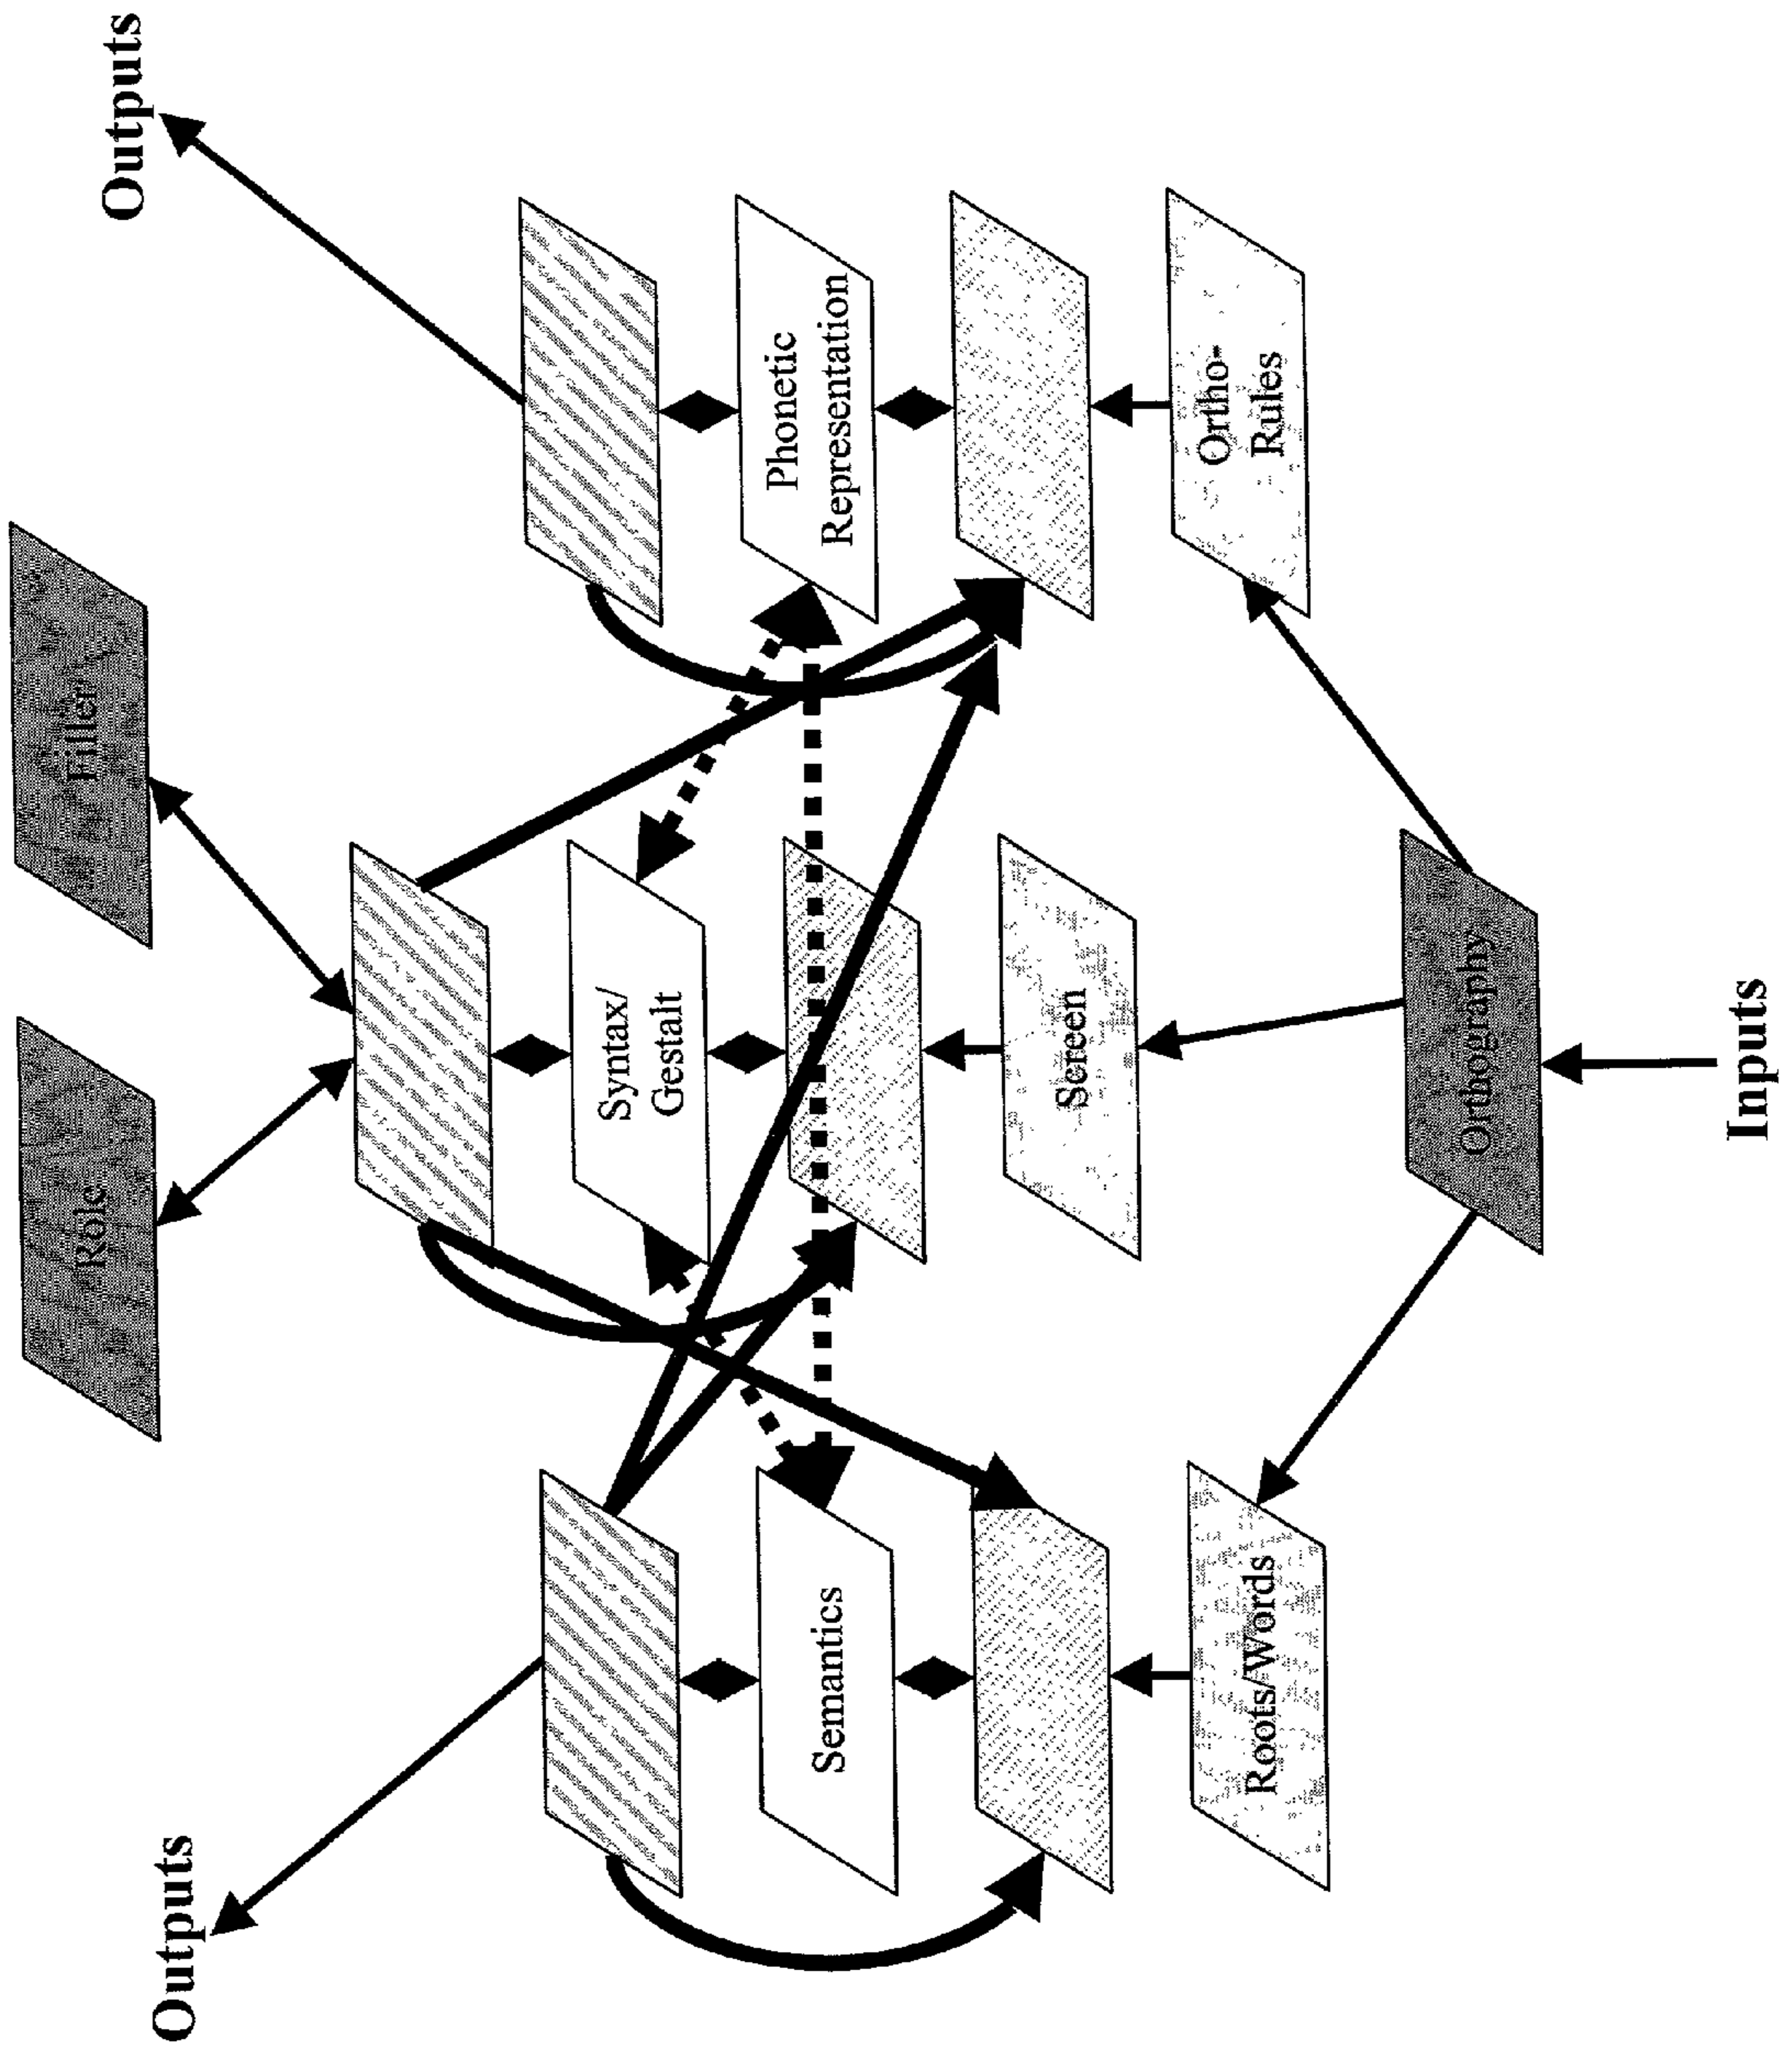 Outputs
Outputs
Role
Filler
Syntax/
Gestalt
Semantics
Phonetic
Representation
Screen
Roots/Words
Ortho-
Rules
Orthography
Inputs